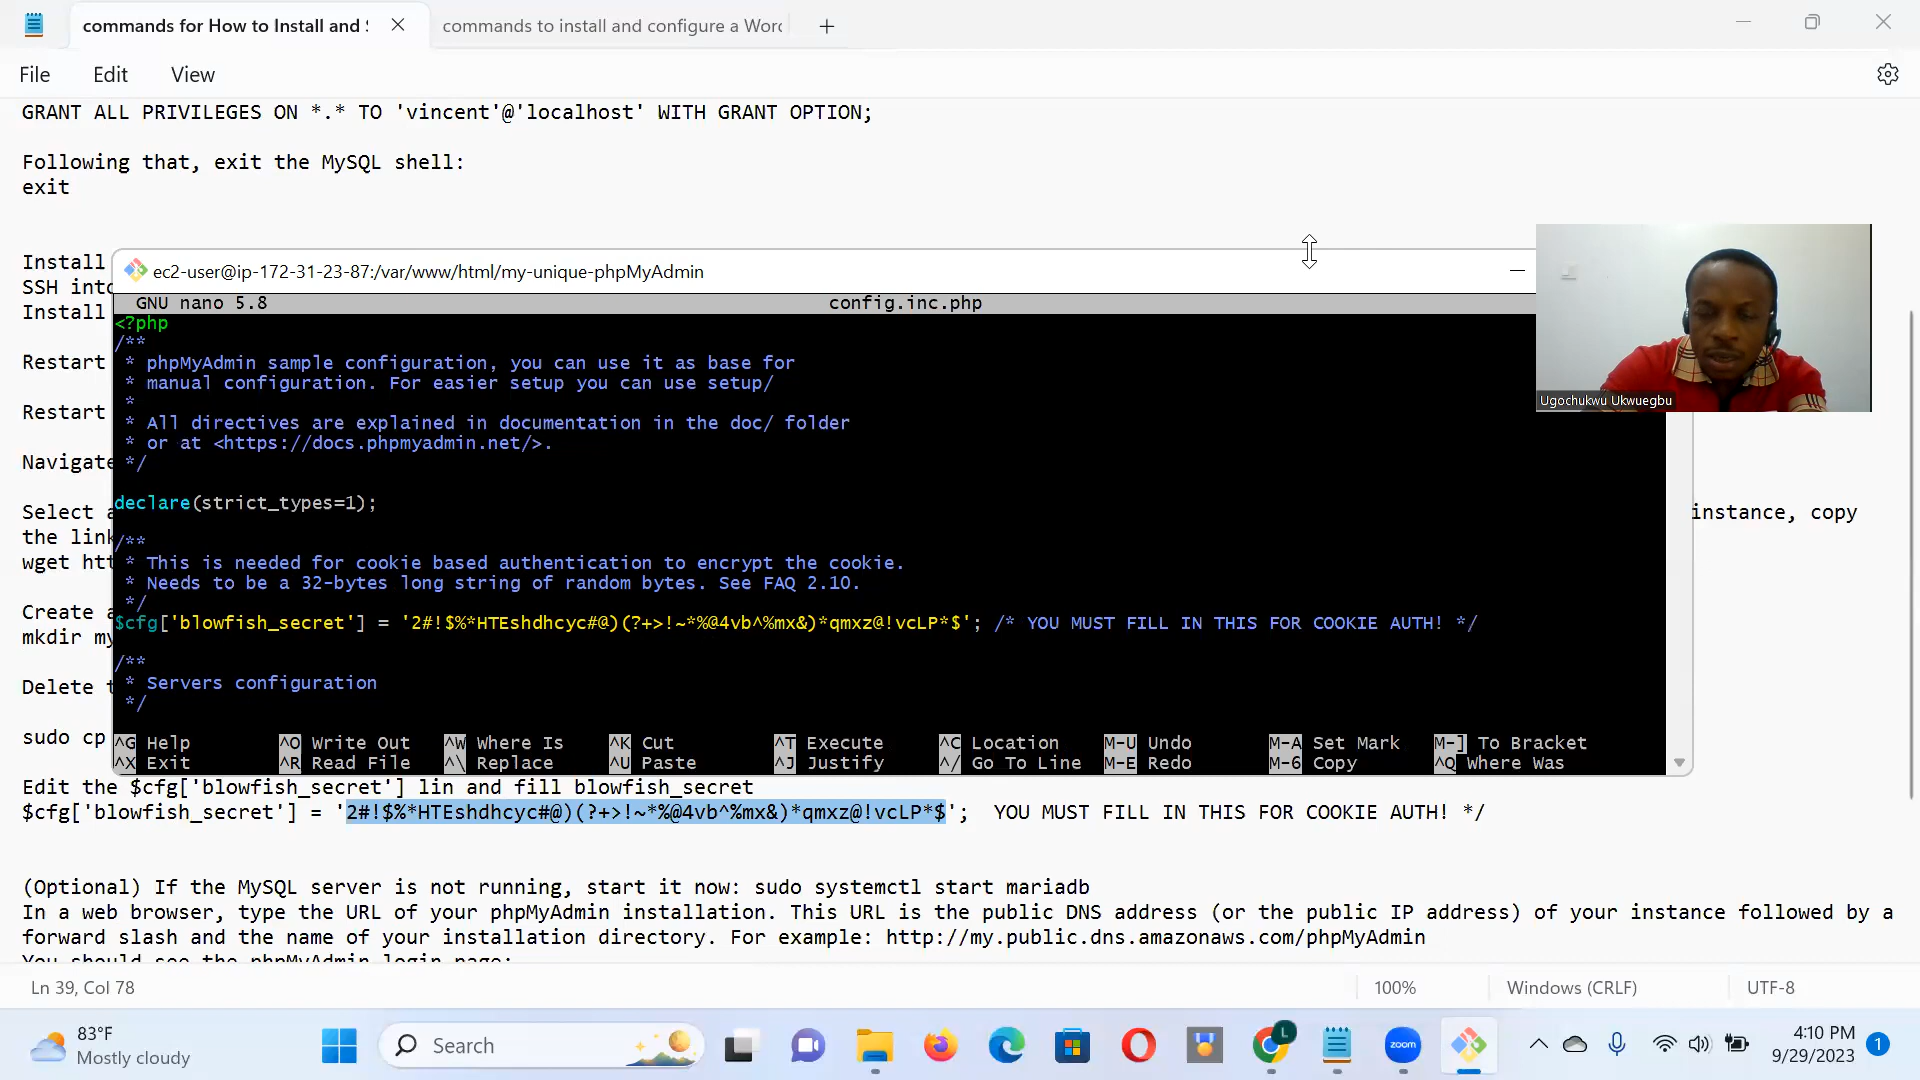 commands for How to Install and S
commands to install and configure a Word
File
Edit
View
GRANT ALL PRIVILEGES ON *.* TO 'vincent'@'localhost' WITH GRANT OPTION;
Following that, exit the MySQL shell:
exit
Install
SSH into
Install
Restart
Restart
Navigate
Select a
instance, copy
the link
wget htt
Create a
mkdir my
Delete t
sudo cp
ec2-user@ip-172-31-23-87:/var/www/html/my-unique-phpMyAdmin
GNU nano 5.8
config.inc.php
<?php
/**
* phpMyAdmin sample configuration, you can use it as base for
* manual configuration. For easier setup you can use setup/
*
* All directives are explained in documentation in the doc/ folder
* or at <https://docs.phpmyadmin.net/>.
*/
declare(strict_types=1);
/**
* This is needed for cookie based authentication to encrypt the cookie.
* Needs to be a 32-bytes long string of random bytes. See FAQ 2.10.
*/
$cfg['blowfish_secret'] = '2#!$%*HTEshdhcyc#@)(?+>!~*%@4vb^%mx&)*qmxz@!vcLP*$'; /* YOU MUST FILL IN THIS FOR COOKIE AUTH! */
/**
* Servers configuration
*/
^G Help ^O Write Out ^W Where Is ^K Cut ^T Execute ^C Location M-U Undo M-A Set Mark M-] To Bracket
^X Exit ^R Read File ^\ Replace ^U Paste ^J Justify ^/ Go To Line M-E Redo M-6 Copy ^Q Where Was
Ugochukwu Ukwuegbu
Edit the $cfg['blowfish_secret'] lin and fill blowfish_secret
$cfg['blowfish_secret'] = '2#!$%*HTEshdhcyc#@)(?+>!~*%@4vb^%mx&)*qmxz@!vcLP*$'; YOU MUST FILL IN THIS FOR COOKIE AUTH! */
(Optional) If the MySQL server is not running, start it now: sudo systemctl start mariadb
In a web browser, type the URL of your phpMyAdmin installation. This URL is the public DNS address (or the public IP address) of your instance followed by a
forward slash and the name of your installation directory. For example: http://my.public.dns.amazonaws.com/phpMyAdmin
You should see the phpMyAdmin login page:
Ln 39, Col 78
100%
Windows (CRLF)
UTF-8
83°F
Mostly cloudy
Search
L
zoom
4:10 PM
9/29/2023
1